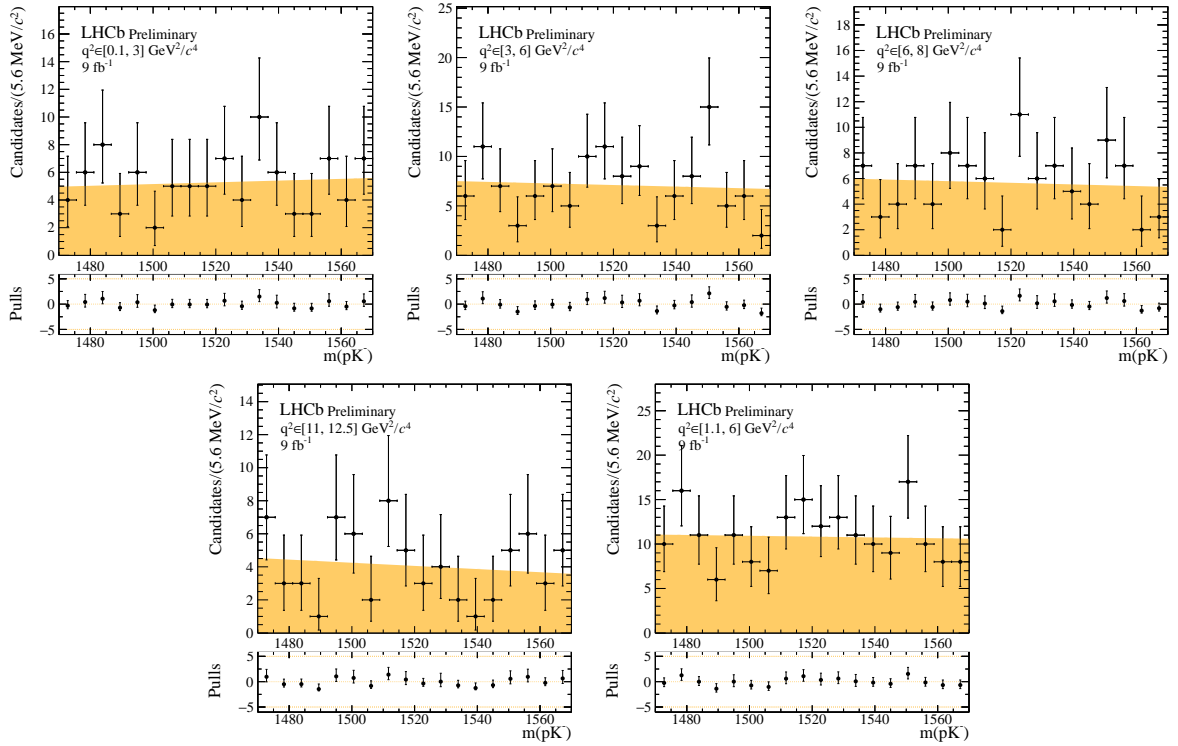 Candidates/(5.6 MeV/c²)
LHCb Preliminary
q²∈[0.1, 3] GeV²/c⁴
9 fb⁻¹
16
14
12
10
8
6
4
2
0
1480 1500 1520 1540 1560
Pulls
5
0
−5
1480 1500 1520 1540 1560
m(pK⁻)
Candidates/(5.6 MeV/c²)
LHCb Preliminary
q²∈[3, 6] GeV²/c⁴
9 fb⁻¹
25
20
15
10
5
0
1480 1500 1520 1540 1560
Pulls
5
0
−5
1480 1500 1520 1540 1560
m(pK⁻)
Candidates/(5.6 MeV/c²)
LHCb Preliminary
q²∈[6, 8] GeV²/c⁴
9 fb⁻¹
18
16
14
12
10
8
6
4
2
0
1480 1500 1520 1540 1560
Pulls
5
0
−5
1480 1500 1520 1540 1560
m(pK⁻)
Candidates/(5.6 MeV/c²)
LHCb Preliminary
q²∈[11, 12.5] GeV²/c⁴
9 fb⁻¹
14
12
10
8
6
4
2
0
1480 1500 1520 1540 1560
Pulls
5
0
−5
1480 1500 1520 1540 1560
m(pK⁻)
Candidates/(5.6 MeV/c²)
LHCb Preliminary
q²∈[1.1, 6] GeV²/c⁴
9 fb⁻¹
25
20
15
10
5
0
1480 1500 1520 1540 1560
Pulls
5
0
−5
1480 1500 1520 1540 1560
m(pK⁻)